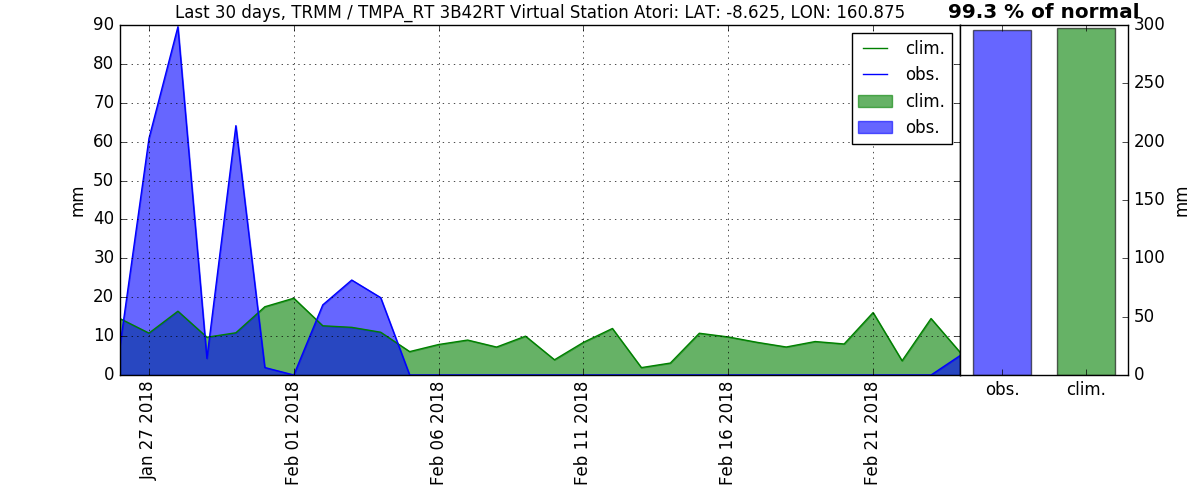 Last 30 days, TRMM / TMPA_RT 3B42RT Virtual Station Atori: LAT: -8.625, LON: 160.875
99.3 % of normal
90
80
70
60
50
40
30
20
10
0
mm
clim.
obs.
clim.
obs.
300
250
200
150
100
50
0
mm
obs.
clim.
Jan 27 2018
Feb 01 2018
Feb 06 2018
Feb 11 2018
Feb 16 2018
Feb 21 2018